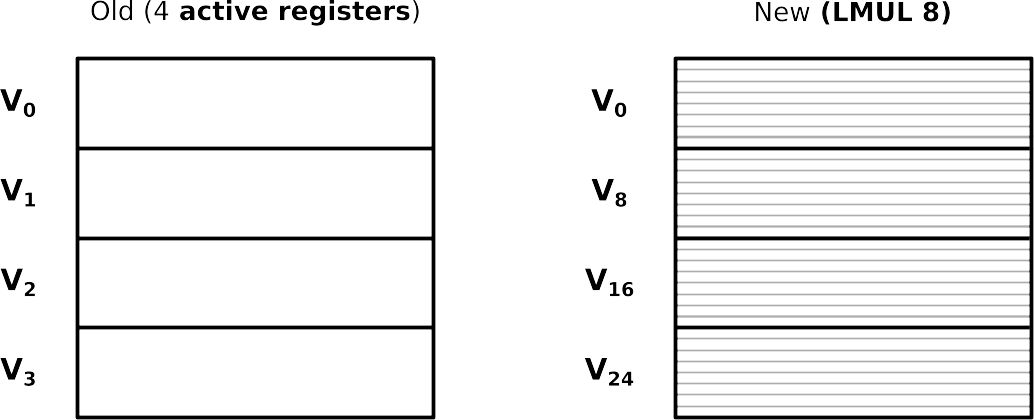 Old (4 active registers)
V0
V1
V2
V3
New (LMUL 8)
V0
V8
V16
V24